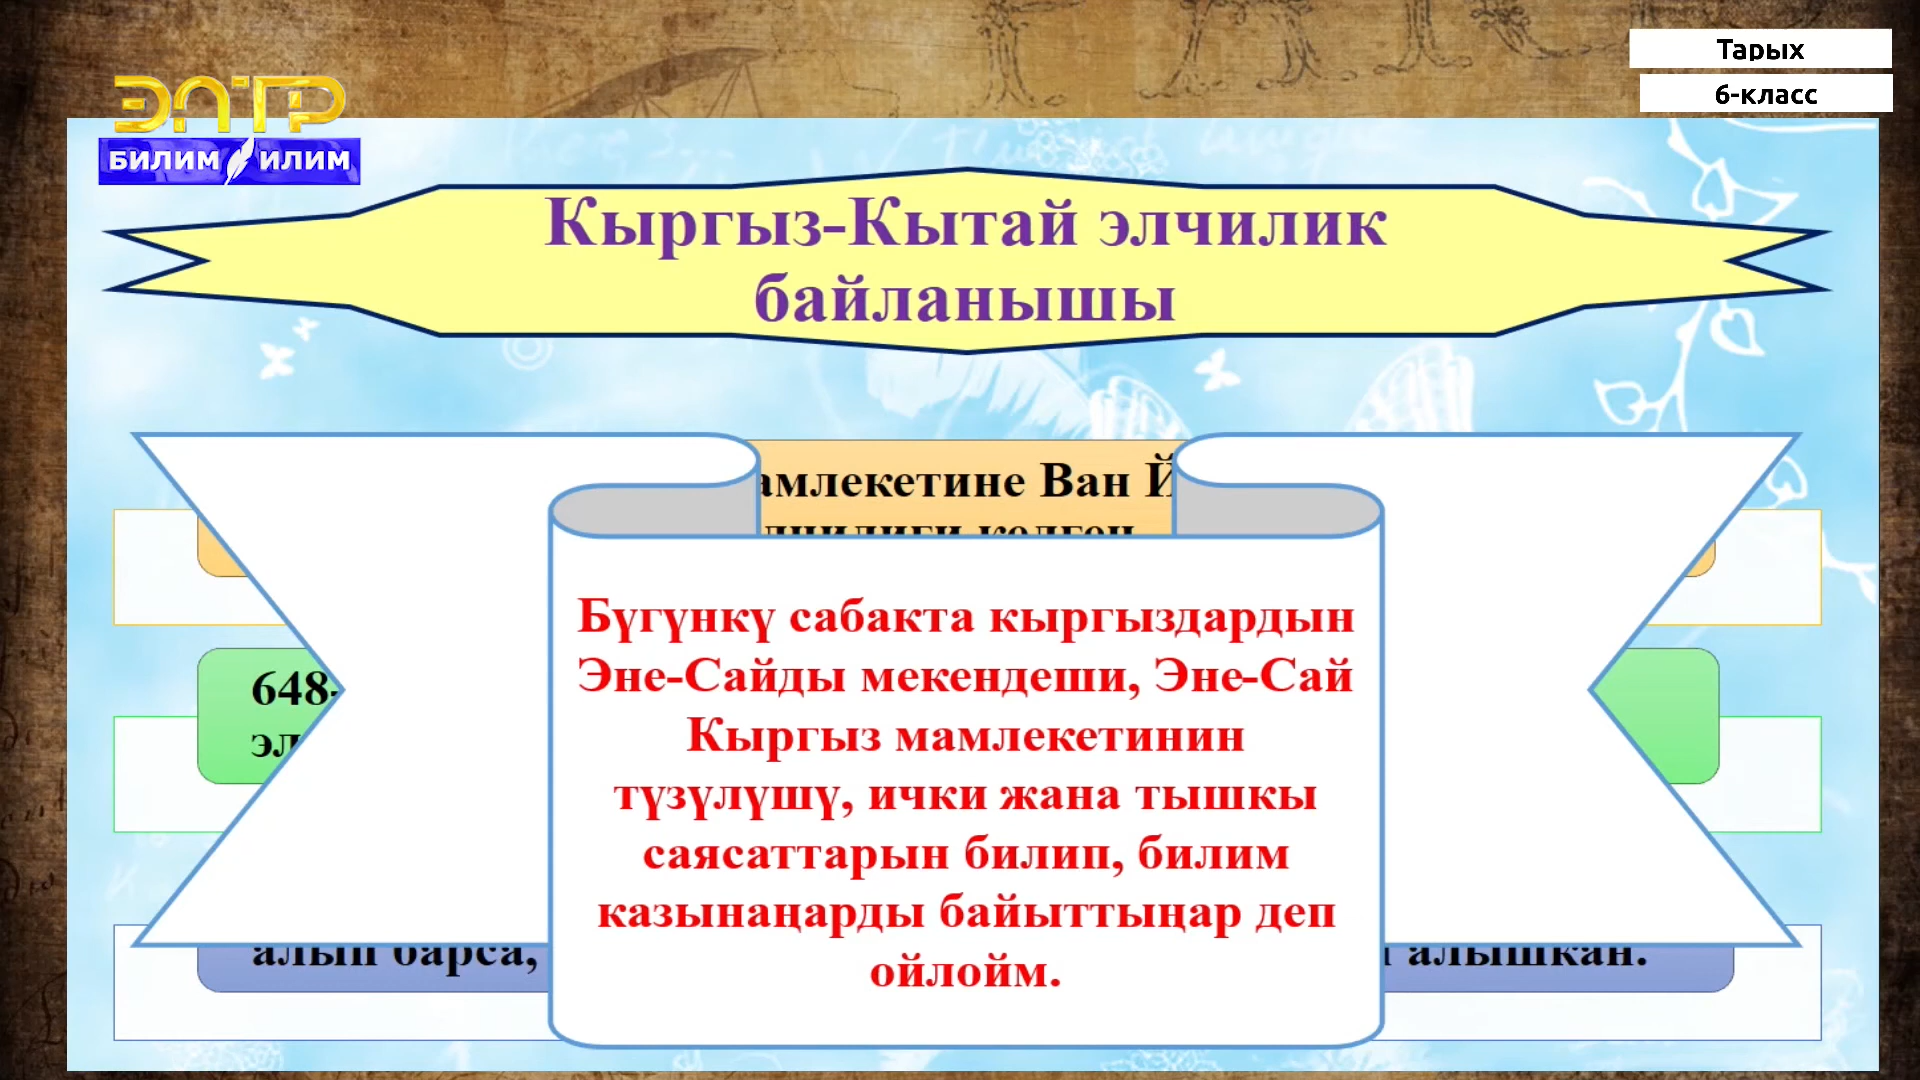 Тарых
6-класс
ЭЛТР
БИЛИМ ИЛИМ
Кыргыз-Кытай элчилик
байланышы
Ван
келген
648-
Бүгүнкү сабакта кыргыздардын
Эне-Сайды мекендеши, Эне-Сай
Кыргыз мамлекетинин
түзүлүшү, ички жана тышкы
саясаттарын билип, билим
казынаңарды байыттыңар деп
ойлойм.
алып барса, алышкан.